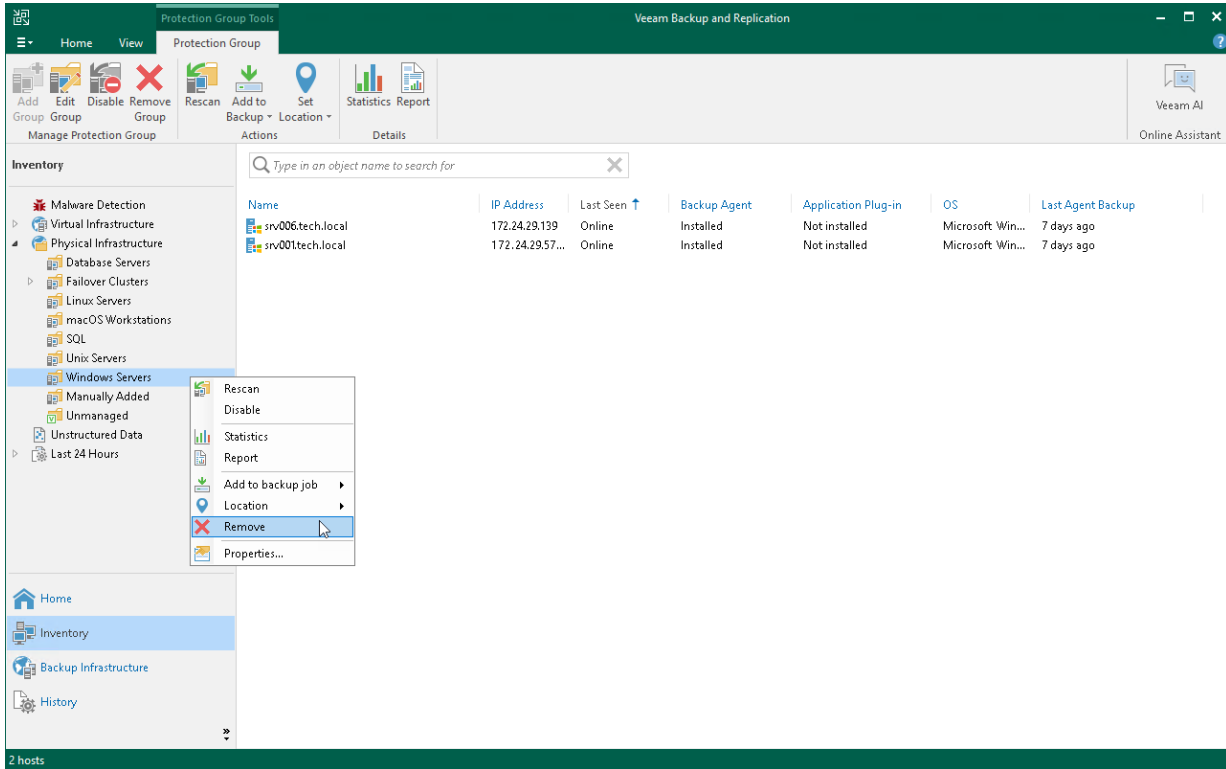 Protection Group Tools
Veeam Backup and Replication
Home View Protection Group
Add Group
Edit Group
Disable
Remove Group
Rescan
Add to Backup
Set Location
Statistics
Report
Veeam AI
Manage Protection Group
Actions
Details
Online Assistant
Inventory
Type in an object name to search for
Malware Detection
Virtual Infrastructure
Physical Infrastructure
Database Servers
Failover Clusters
Linux Servers
macOS Workstations
SQL
Unix Servers
Windows Servers
Manually Added
Unmanaged
Unstructured Data
Last 24 Hours
Name IP Address Last Seen Backup Agent Application Plug-in OS Last Agent Backup
srv006.tech.local 172.24.29.139 Online Installed Not installed Microsoft Win... 7 days ago
srv001.tech.local 172.24.29.57... Online Installed Not installed Microsoft Win... 7 days ago
Rescan
Disable
Statistics
Report
Add to backup job
Location
Remove
Properties...
Home
Inventory
Backup Infrastructure
History
2 hosts